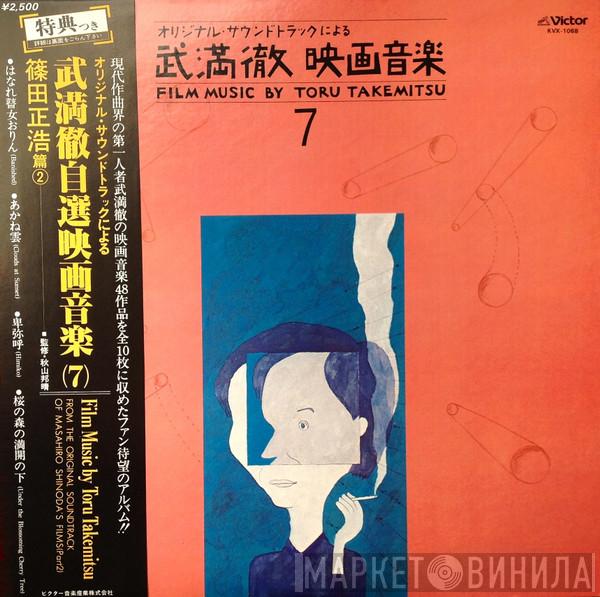 ¥2,500
特典つき
詳細は裏面をごらん下さい
現代作曲界の第一人者武満徹の映画音楽48作品を全10枚に収めたファン待望のアルバム!!
オリジナル・サウンドトラックによる
武満徹自選映画音楽(7)
■監修・秋山邦晴
Film Music by Toru Takemitsu
FROM THE ORIGINAL SOUNDTRACK
OF MASAHIRO SHINODA'S FILMS(Part2)
篠田正浩篇②
●はなれ瞽女おりん(Banished)
●あかね雲(Clouds at Sunset)
●卑弥呼(Himiko)
●桜の森の満開の下(Under the Blossoming Cherry Tree)
ビクター音楽産業株式会社
オリジナル・サウンドトラックによる
武満徹 映画音楽
FILM MUSIC BY TORU TAKEMITSU
7
Victor
KVX-1068
МАРКЕТ ВИНИЛА